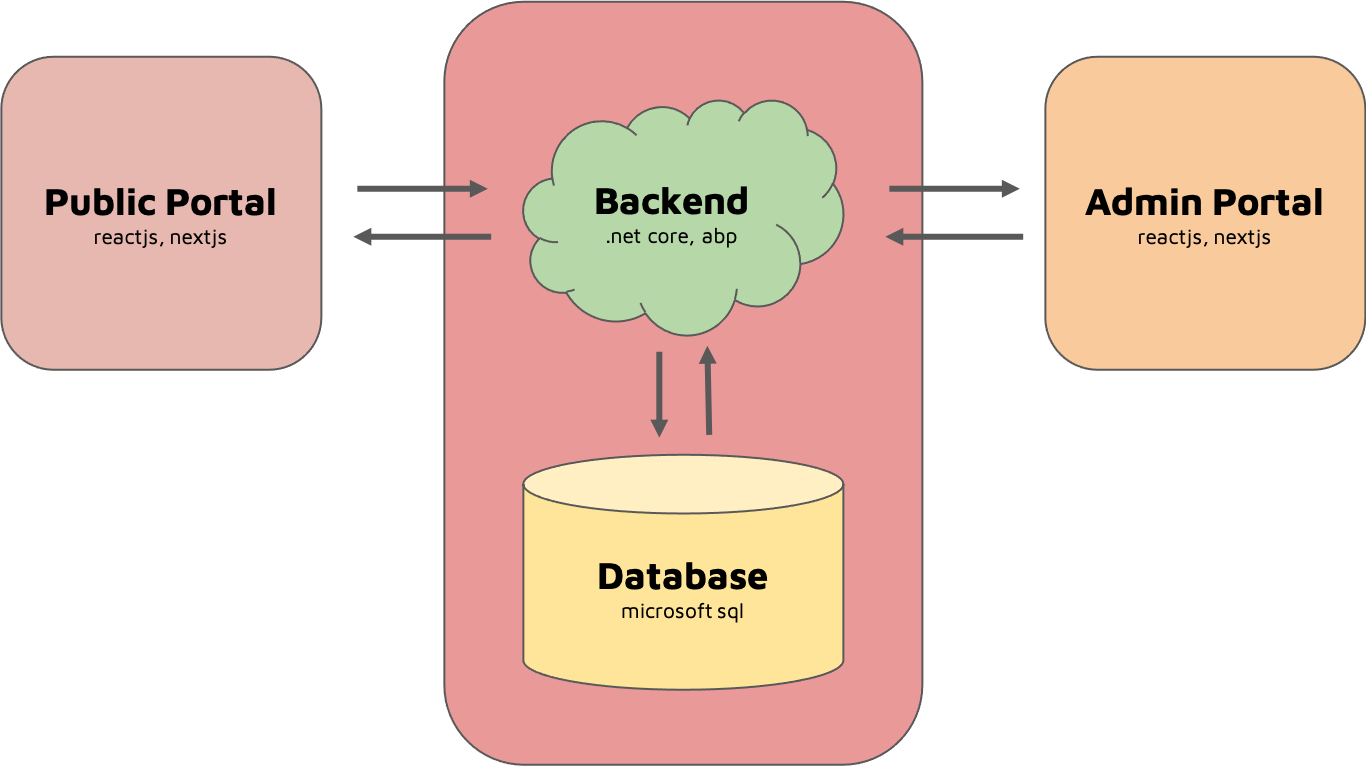 Public Portal
reactjs, nextjs
Backend
.net core, abp
Admin Portal
reactjs, nextjs
Database
microsoft sql